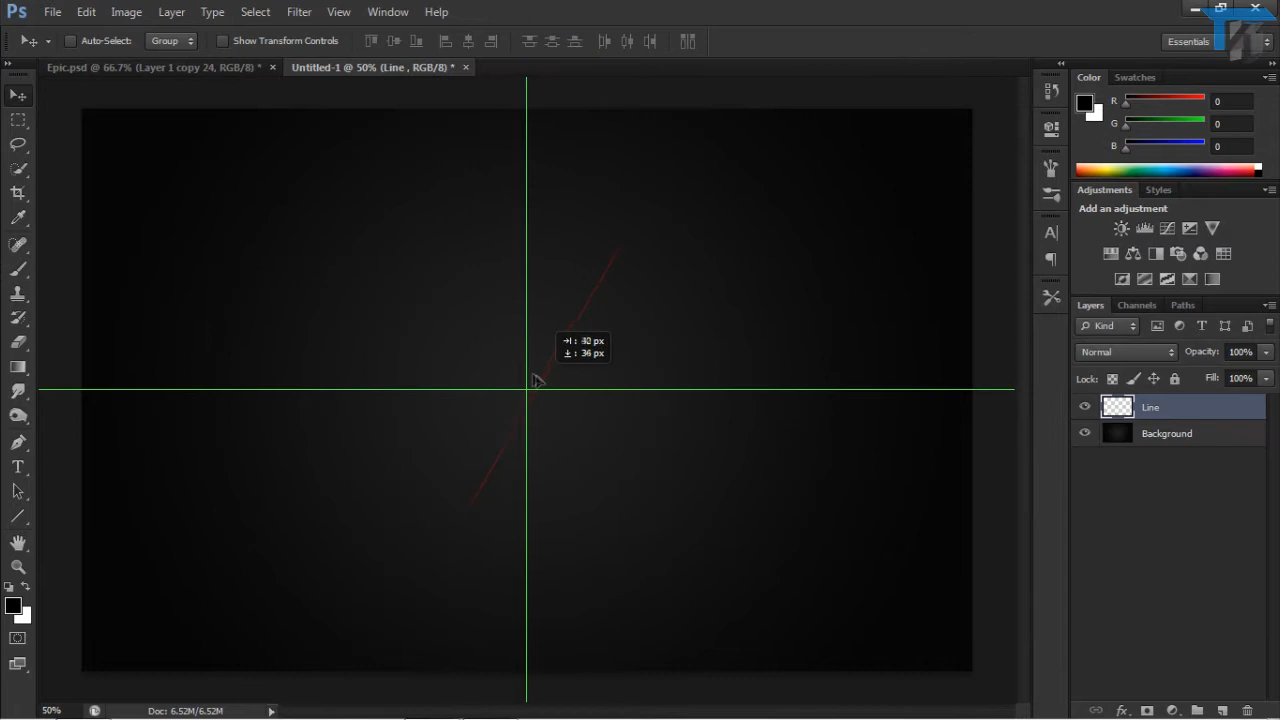 Ps File Edit Image Layer Type Select Filter View Window Help
Auto-Select: Group Show Transform Controls
Essentials
Epic.psd @ 66.7% (Layer 1 copy 24, RGB/8) * ×
Untitled-1 @ 50% (Line , RGB/8) * ×
Color Swatches
R 0
G 0
B 0
Adjustments Styles
Add an adjustment
Layers Channels Paths
Kind
Normal Opacity: 100%
Lock: Fill: 100%
Line
Background
: 36 px
50% Doc: 6.52M/6.52M